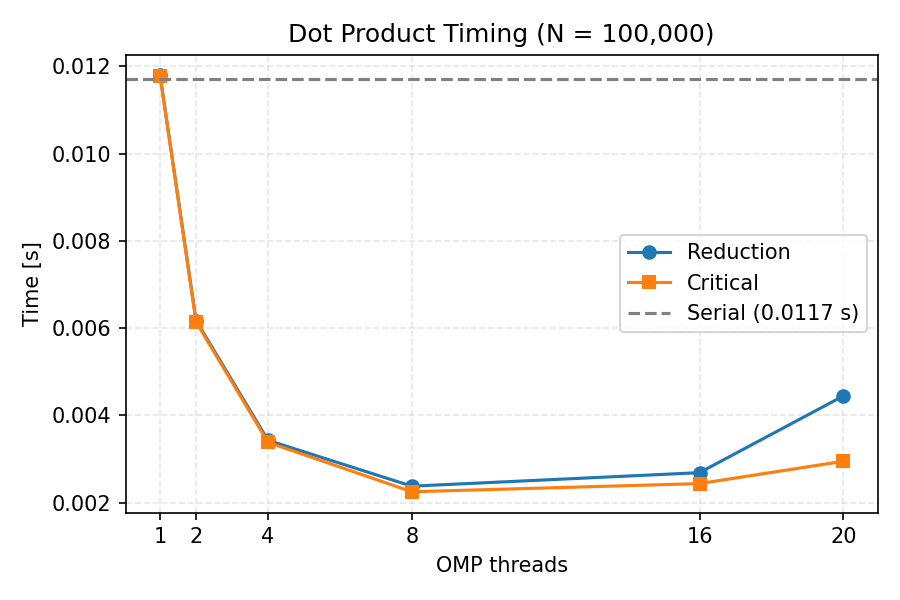 Dot Product Timing (N = 100,000)
Time [s]
0.012
0.010
0.008
0.006
0.004
0.002
Reduction
Critical
Serial (0.0117 s)
1 2 4 8 16 20
OMP threads